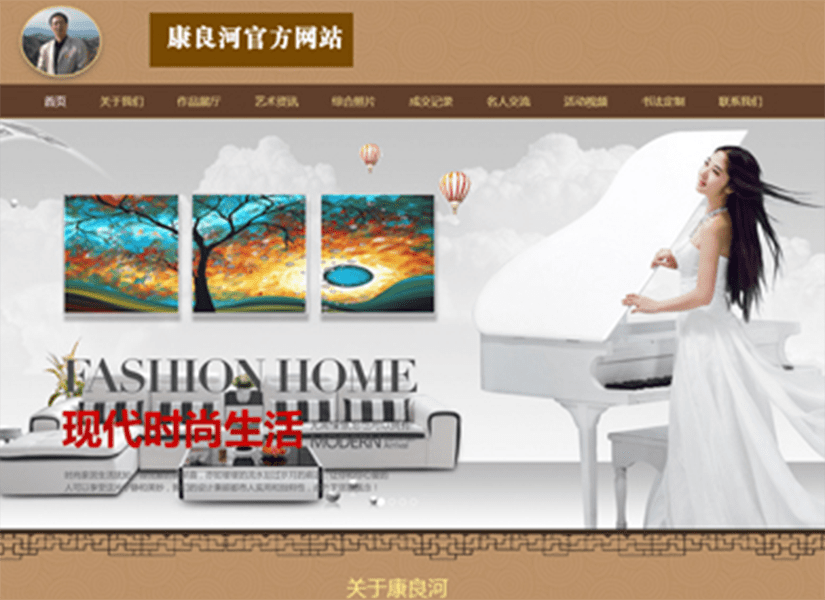 康良河官方网站
首页 关于我们 作品展厅 艺术资讯 综合照片 成交记录 名人交流 活动视频 书法定制 联系我们
FASHION HOME
现代时尚生活
MODERN
关于康良河